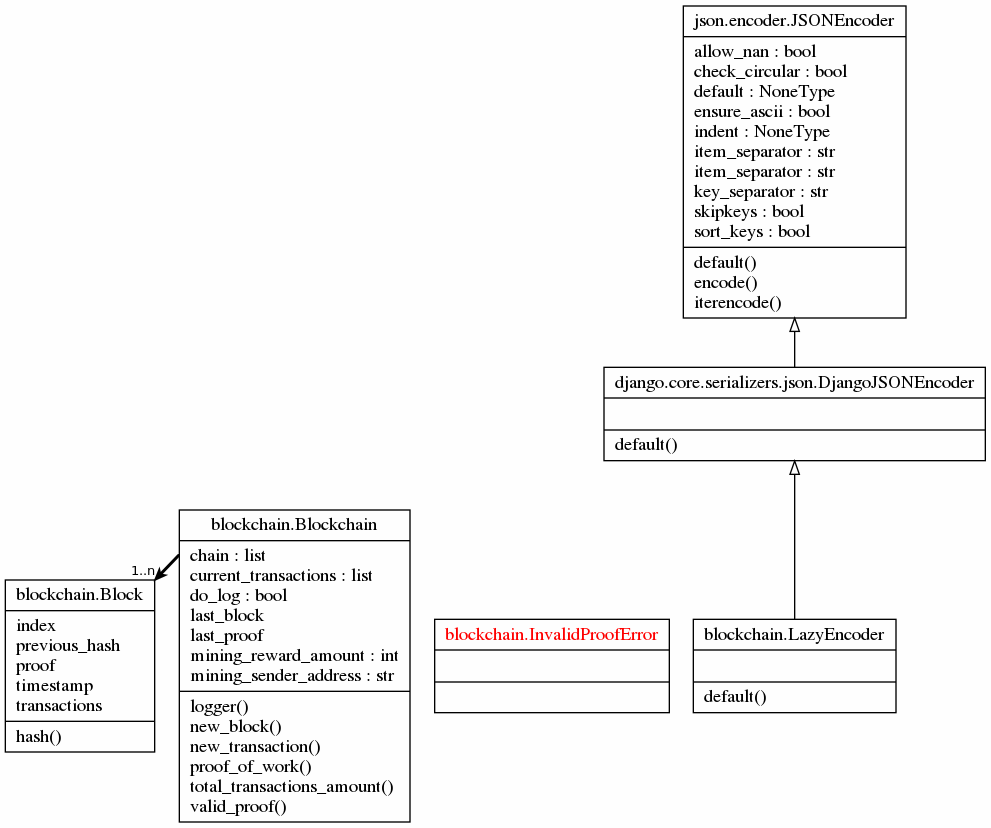 json.encoder.JSONEncoder
allow_nan : bool
check_circular : bool
default : NoneType
ensure_ascii : bool
indent : NoneType
item_separator : str
item_separator : str
key_separator : str
skipkeys : bool
sort_keys : bool
default()
encode()
iterencode()
django.core.serializers.json.DjangoJSONEncoder
default()
blockchain.Blockchain
chain : list
current_transactions : list
do_log : bool
last_block
last_proof
mining_reward_amount : int
mining_sender_address : str
logger()
new_block()
new_transaction()
proof_of_work()
total_transactions_amount()
valid_proof()
1..n
blockchain.Block
index
previous_hash
proof
timestamp
transactions
hash()
blockchain.InvalidProofError
blockchain.LazyEncoder
default()